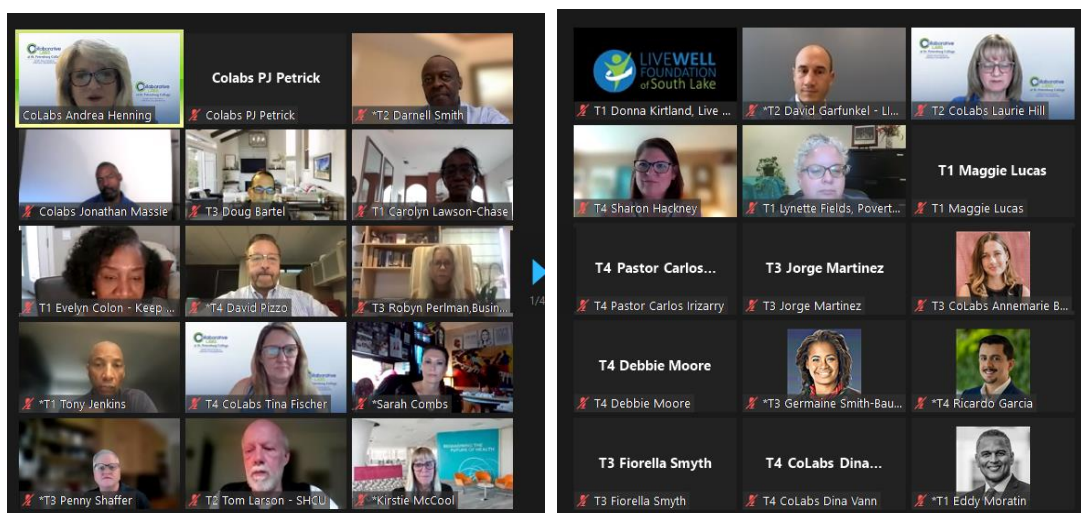 CoLabs Andrea Henning
Colabs PJ Petrick
Colabs PJ Petrick
*T2 Darnell Smith
Colabs Jonathan Massie
T3 Doug Bartel
T1 Carolyn Lawson-Chase
T1 Evelyn Colon - Keep ...
*T4 David Pizzo
T3 Robyn Perlman,Busin...
1/4
*T1 Tony Jenkins
T4 CoLabs Tina Fischer
*Sarah Combs
*T3 Penny Shaffer
T2 Tom Larson - SHCU
*Kirstie McCool
LIVEWELL
FOUNDATION
of South Lake
T1 Donna Kirtland, Live ...
*T2 David Garfunkel - LI...
T2 CoLabs Laurie Hill
T4 Sharon Hackney
T1 Lynette Fields, Povert...
T1 Maggie Lucas
T1 Maggie Lucas
T4 Pastor Carlos...
T4 Pastor Carlos Irizarry
T3 Jorge Martinez
T3 Jorge Martinez
T3 CoLabs Annemarie B...
T4 Debbie Moore
T4 Debbie Moore
*T3 Germaine Smith-Bau...
*T4 Ricardo Garcia
T3 Fiorella Smyth
T3 Fiorella Smyth
T4 CoLabs Dina...
T4 CoLabs Dina Vann
*T1 Eddy Moratin